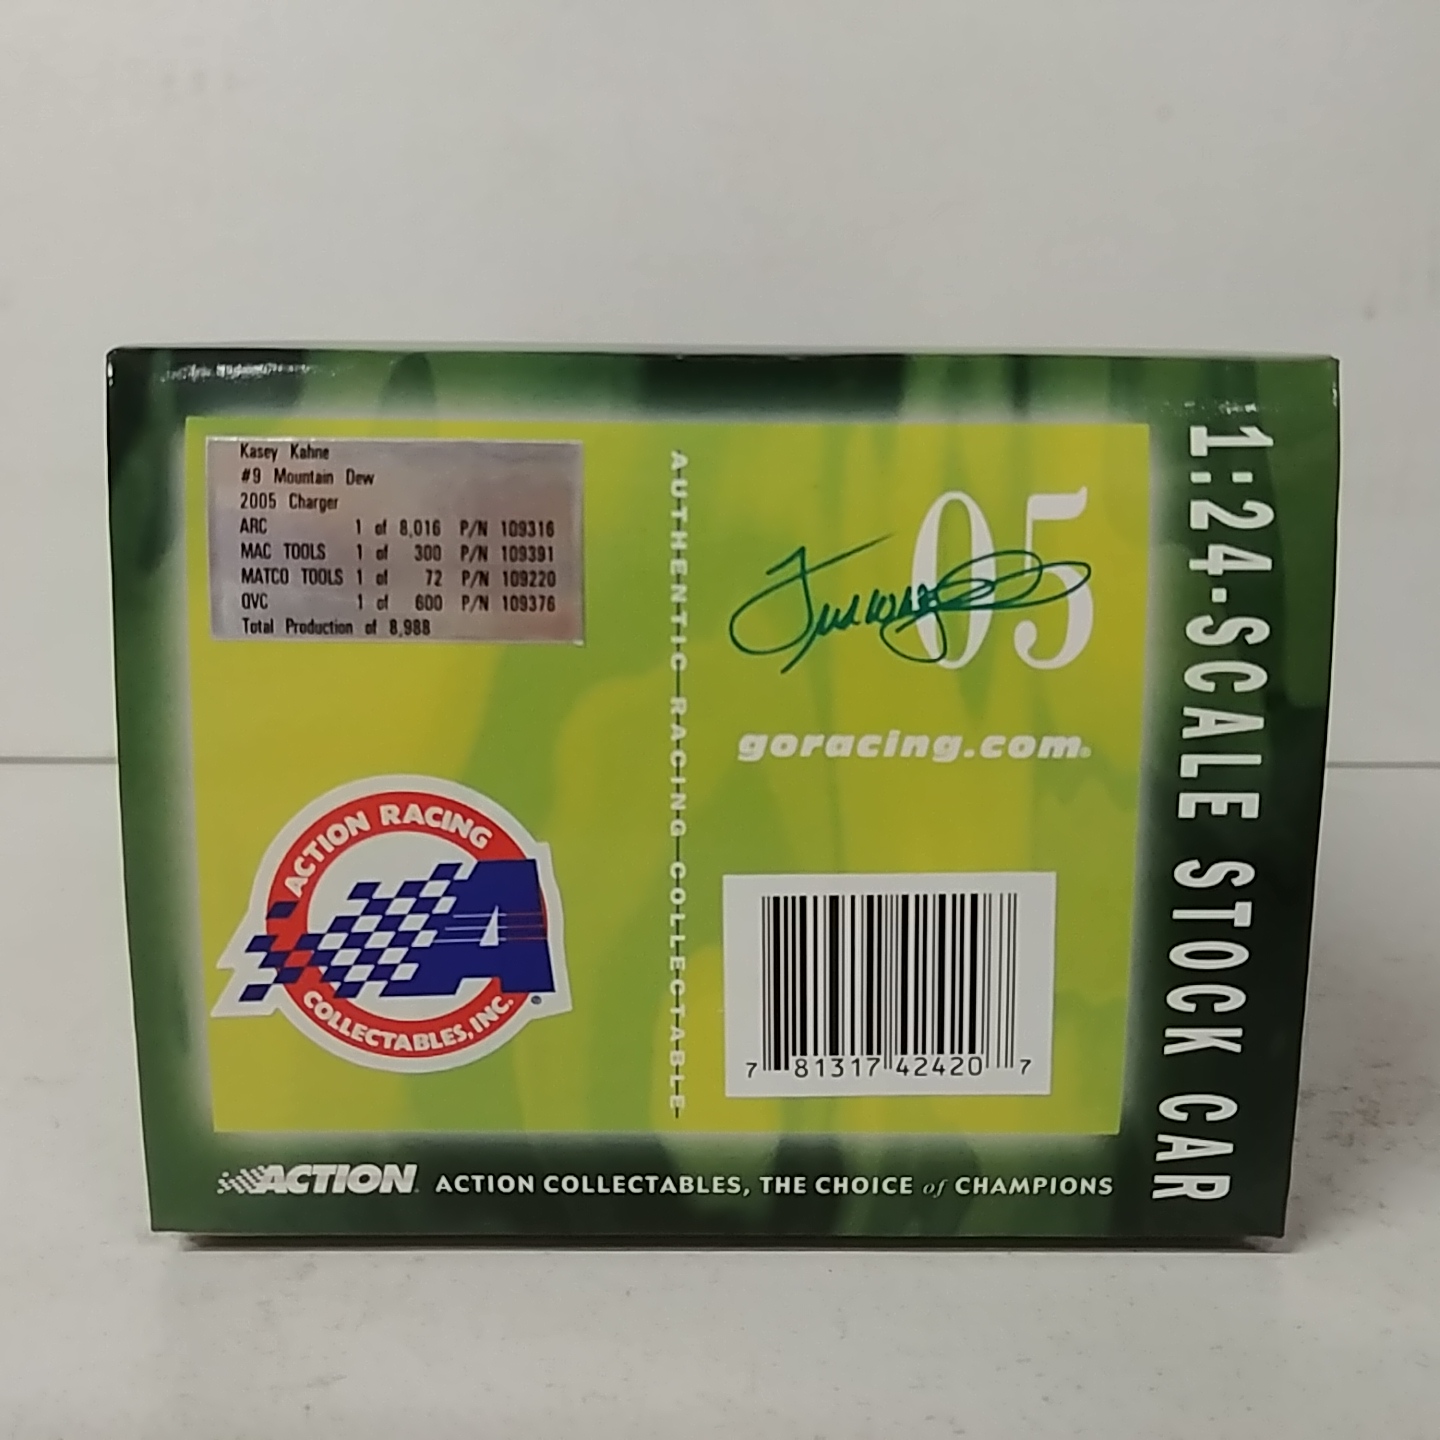 Kasey Kahne
#9 Mountain Dew
2005 Charger
ARC 1 of 8,016 P/N 109316
MAC TOOLS 1 of 300 P/N 109391
MATCO TOOLS 1 of 72 P/N 109220
QVC 1 of 600 P/N 109376
Total Production of 8,988
AUTHENTIC RACING COLLECTABLE
05
goracing.com®
ACTION RACING
COLLECTABLES, INC.
7 81317 42420 7
1:24-SCALE STOCK CAR
ACTION ACTION COLLECTABLES, THE CHOICE of CHAMPIONS